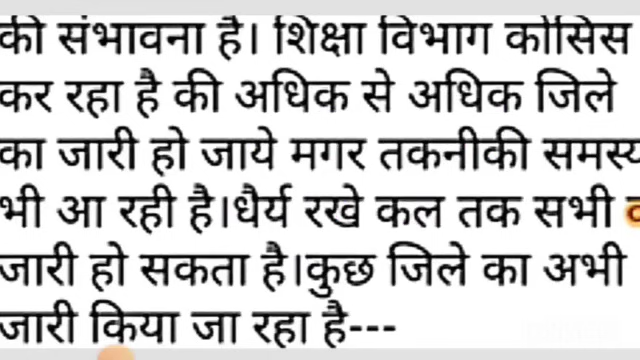 की संभावना है। शिक्षा विभाग कोसिस
कर रहा है की अधिक से अधिक जिले
का जारी हो जाये मगर तकनीकी
भी आ रही है।धैर्य रखे कल तक सभी
जारी हो सकता है।कुछ जिले का अभी
जारी किया जा रहा है---